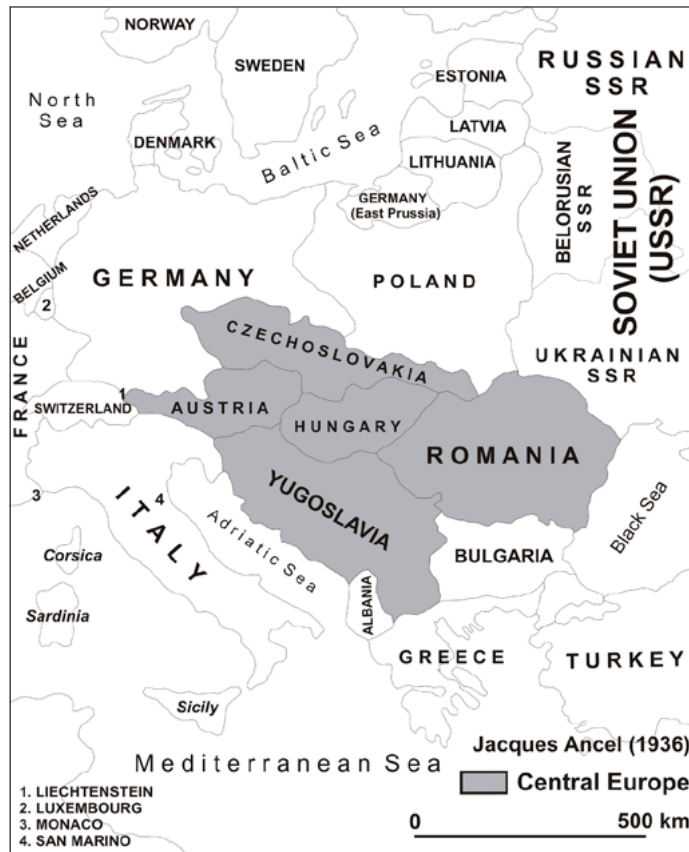 NORWAY
SWEDEN
ESTONIA
RUSSIAN
SSR
North
Sea
DENMARK
Baltic Sea
LATVIA
LITHUANIA
GERMANY
(East Prussia)
BELORUSIAN
SSR
SOVIET UNION
(USSR)
NETHERLANDS
BELGIUM
2
GERMANY
POLAND
UKRAINIAN
SSR
FRANCE
CZECHOSLOVAKIA
1
SWITZERLAND
AUSTRIA
HUNGARY
ROMANIA
3
ITALY
4
YUGOSLAVIA
Adriatic Sea
Black Sea
BULGARIA
Corsica
Sardinia
ALBANIA
GREECE
TURKEY
Sicily
Mediterranean Sea
Jacques Ancel (1936)
Central Europe
1. LIECHTENSTEIN
2. LUXEMBOURG
3. MONACO
4. SAN MARINO
0 500 km